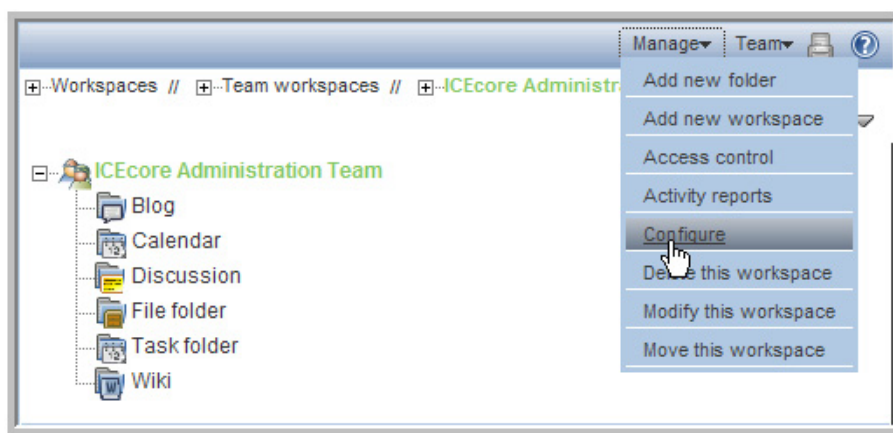 Manage Team
Workspaces // Team workspaces // ICEcore Administr
Add new folder
Add new workspace
Access control
Activity reports
Configure
Delete this workspace
Modify this workspace
Move this workspace
ICEcore Administration Team
Blog
Calendar
Discussion
File folder
Task folder
Wiki